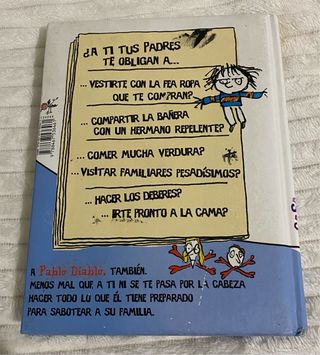 ¿A TI TUS PADRES
TE OBLIGAN A...
... VESTIRTE CON LA FEA ROPA
QUE TE COMPRAN?
... COMPARTIR LA BAÑERA
CON UN HERMANO REPELENTE?
... COMER MUCHA VERDURA?
... VISITAR FAMILIARES PESADÍSIMOS?
... HACER LOS DEBERES?
... IRTE PRONTO A LA CAMA?
A Pablo Diablo, TAMBIÉN.
MENOS MAL QUE A TI NI SE TE PASA POR LA CABEZA
HACER TODO LO QUE ÉL TIENE PREPARADO
PARA SABOTEAR A SU FAMILIA.